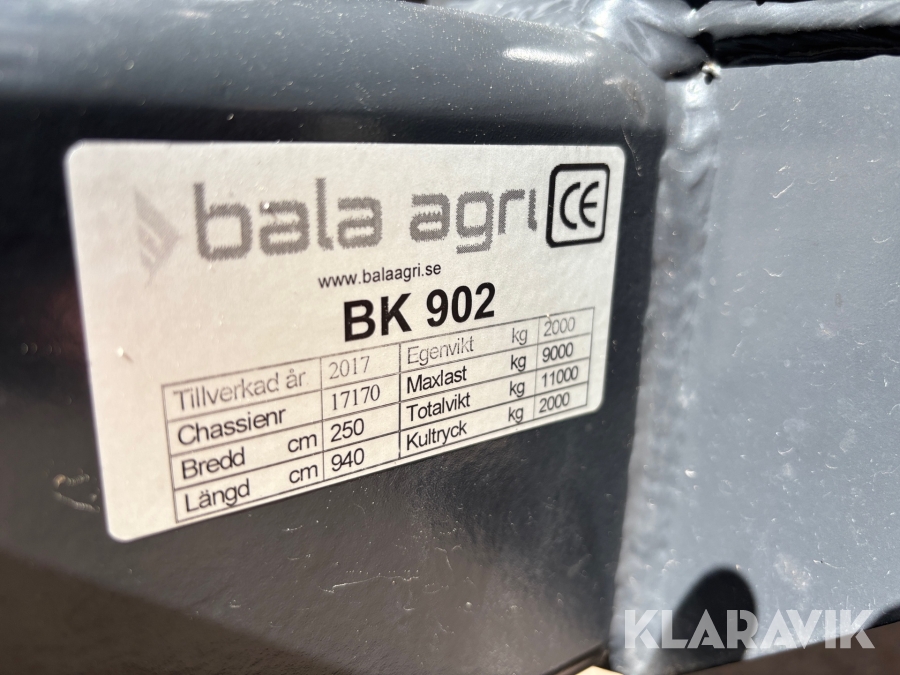 bala agri CE
www.balaagri.se
BK 902
Tillverkad år 2017 Egenvikt kg 2000
Chassienr 17170 Maxlast kg 9000
Bredd cm 250 Totalvikt kg 11000
Längd cm 940 Kultryck kg 2000
KLARAVIK